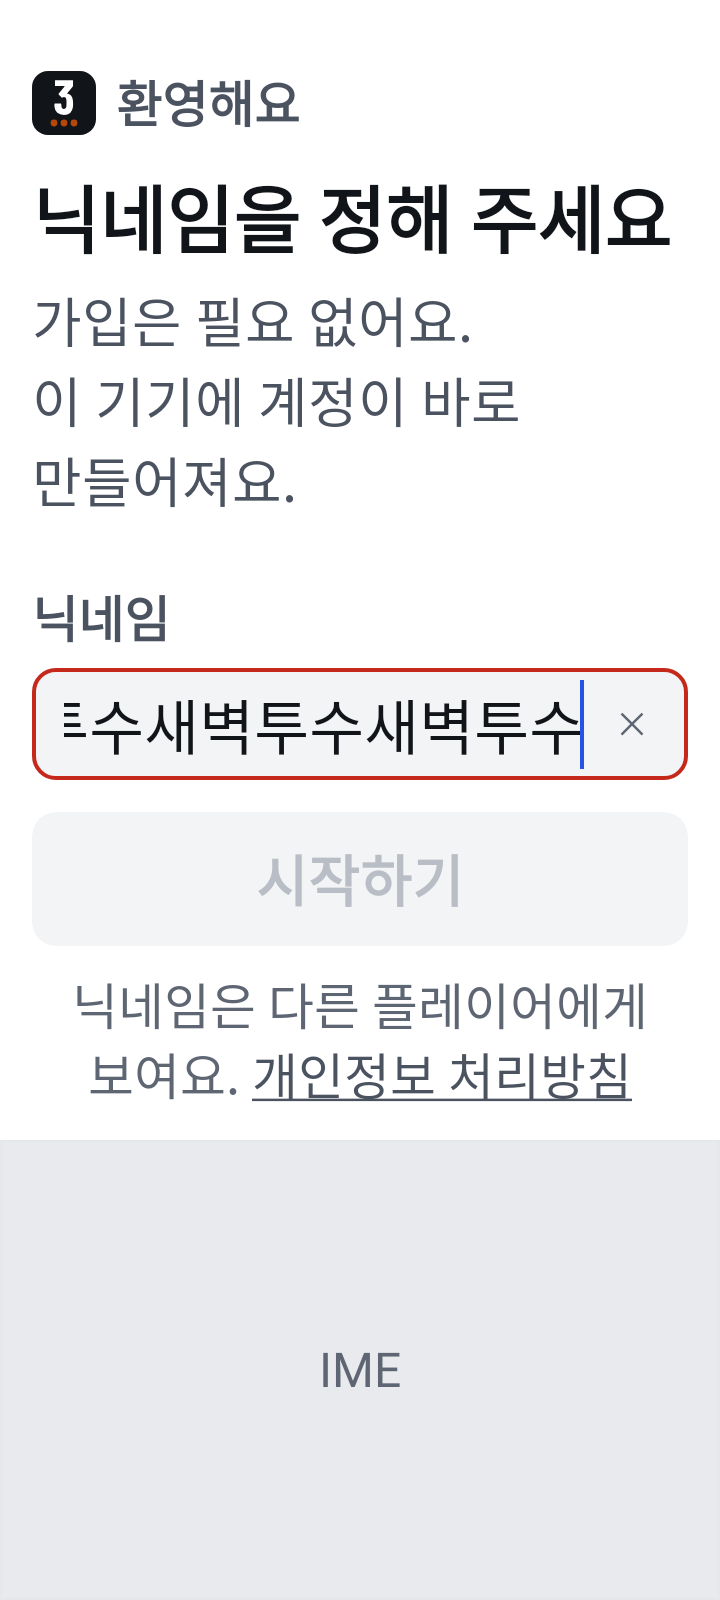 3
환영해요
닉네임을 정해 주세요
가입은 필요 없어요.
이 기기에 계정이 바로
만들어져요.
닉네임
수새벽투수새벽투수
시작하기
닉네임은 다른 플레이어에게
보여요. 개인정보 처리방침
IME